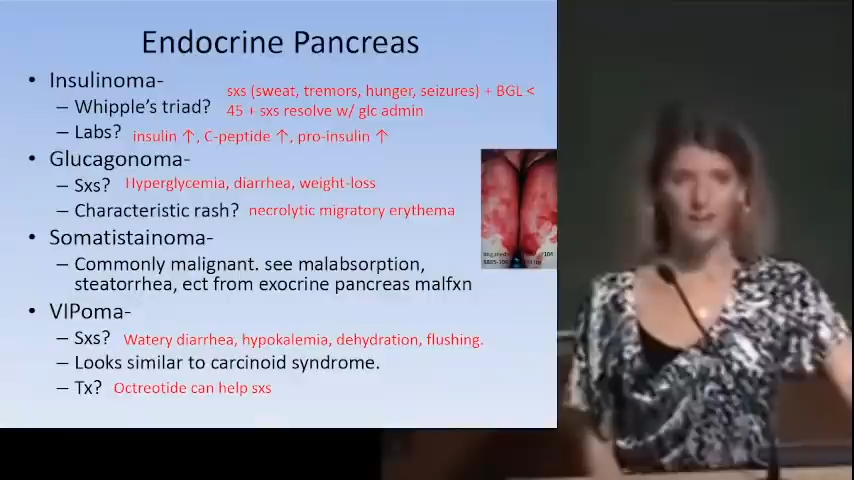 Endocrine Pancreas
• Insulinoma-
– Whipple's triad? sxs (sweat, tremors, hunger, seizures) + BGL <
45 + sxs resolve w/ glc admin
– Labs? insulin ↑, C-peptide ↑, pro-insulin ↑
• Glucagonoma-
– Sxs? Hyperglycemia, diarrhea, weight-loss
– Characteristic rash? necrolytic migratory erythema
• Somatistainoma-
– Commonly malignant. see malabsorption,
steatorrhea, ect from exocrine pancreas malfxn
• VIPoma-
– Sxs? Watery diarrhea, hypokalemia, dehydration, flushing.
– Looks similar to carcinoid syndrome.
– Tx? Octreotide can help sxs